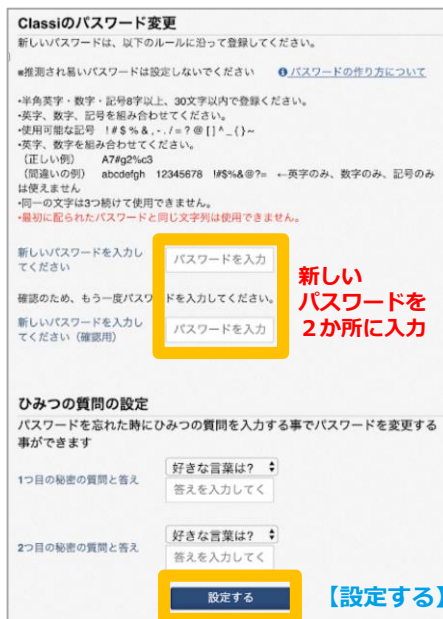 Classiのパスワード変更
新しいパスワードは、以下のルールに沿って登録してください。
■推測され易いパスワードは設定しないでください
パスワードの作り方について
•半角英字・数字・記号8字以上、30文字以内で登録ください。
•英字、数字、記号を組み合わせてください。
•使用可能な記号 ! # $ % & , - . / = ? @ [ ] ^ _ { } ~
•英字、数字を組み合わせてください。
（正しい例） A7#g2%c3
（間違いの例） abcdefgh 12345678 !#$%&@?= ←英字のみ、数字のみ、記号のみ
は使えません
•同一の文字は3つ続けて使用できません。
•最初に配られたパスワードと同じ文字列は使用できません。
新しいパスワードを入力し
てください
パスワードを入力
確認のため、もう一度パスワードを入力してください。
新しいパスワードを入力し
てください（確認用）
パスワードを入力
新しい
パスワードを
２か所に入力
ひみつの質問の設定
パスワードを忘れた時にひみつの質問を入力する事でパスワードを変更する
事ができます
1つ目の秘密の質問と答え
好きな言葉は?
答えを入力してく
2つ目の秘密の質問と答え
好きな言葉は?
答えを入力してく
設定する
【設定する】